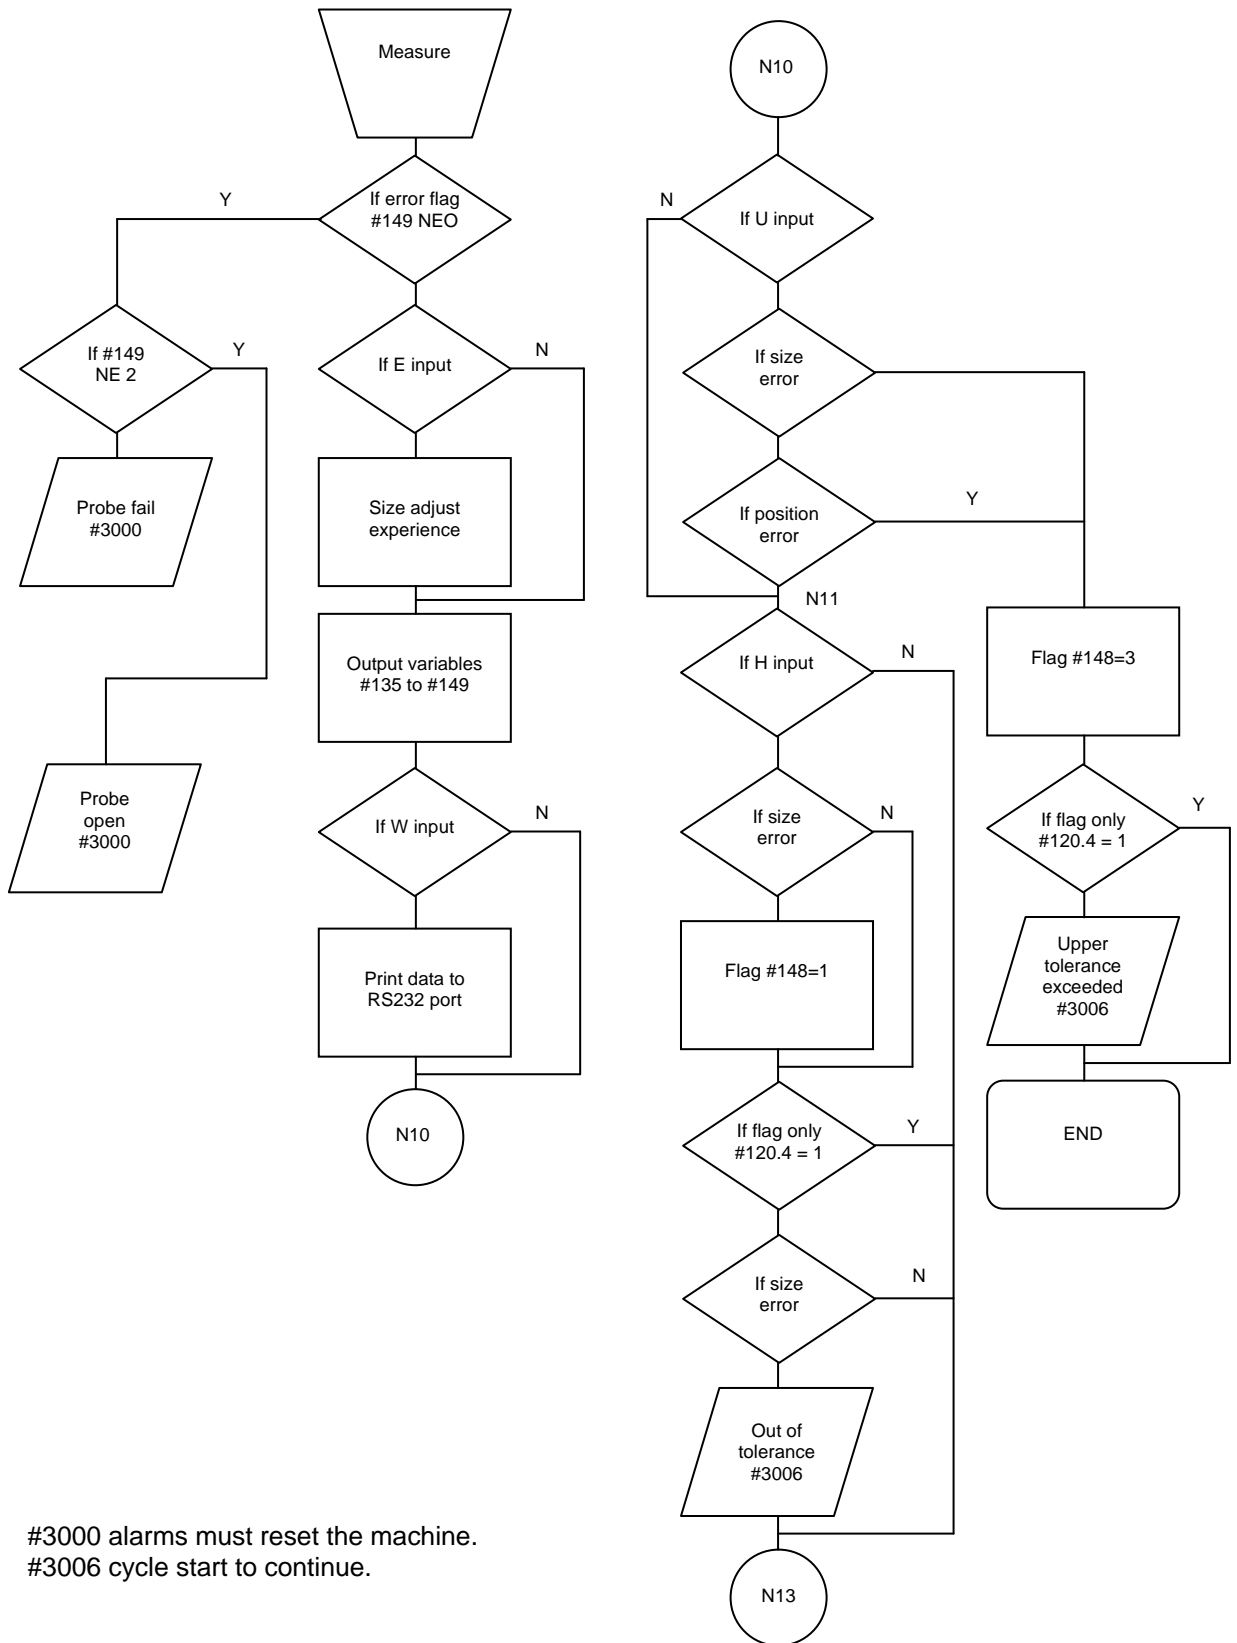 Measure
If error flag
#149 NEO
Y
If #149
NE 2
Y
Probe fail
#3000
Probe
open
#3000
If E input
N
Size adjust
experience
Output variables
#135 to #149
If W input
N
Print data to
RS232 port
N10
N10
If U input
N
If size
error
If position
error
Y
N11
If H input
N
If size
error
N
Flag #148=1
If flag only
#120.4 = 1
Y
If size
error
N
Out of
tolerance
#3006
N13
Flag #148=3
If flag only
#120.4 = 1
Y
Upper
tolerance
exceeded
#3006
END
#3000 alarms must reset the machine.
#3006 cycle start to continue.